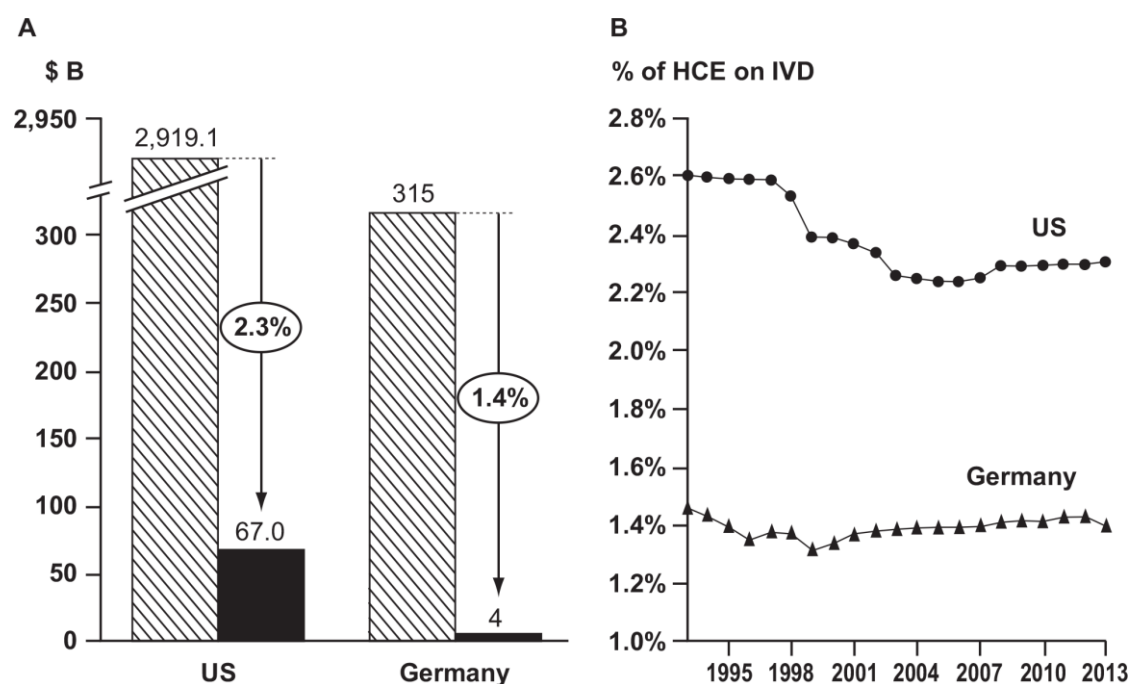 A
$ B
2,950
2,919.1
315
300
250
200
150
100
50
0
2.3%
1.4%
67.0
4
US
Germany
B
% of HCE on IVD
2.8%
2.6%
2.4%
2.2%
2.0%
1.8%
1.6%
1.4%
1.2%
1.0%
US
Germany
1995 1998 2001 2004 2007 2010 2013